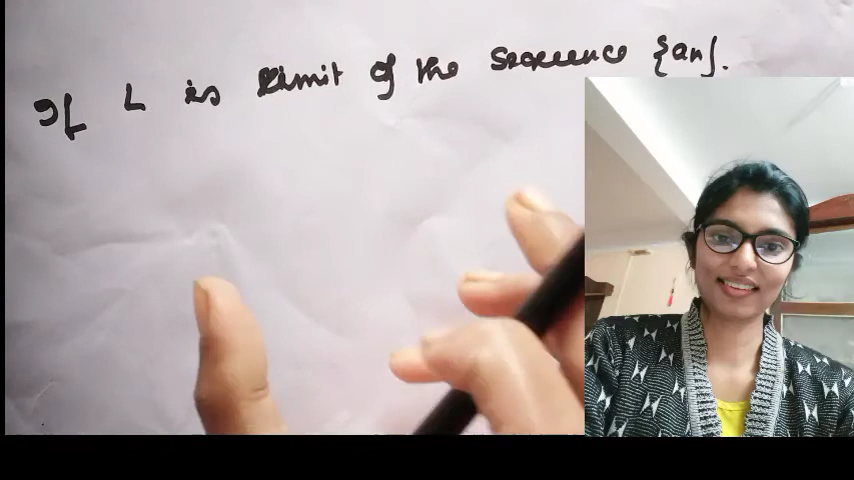 If L is limit of the sequence {an}.